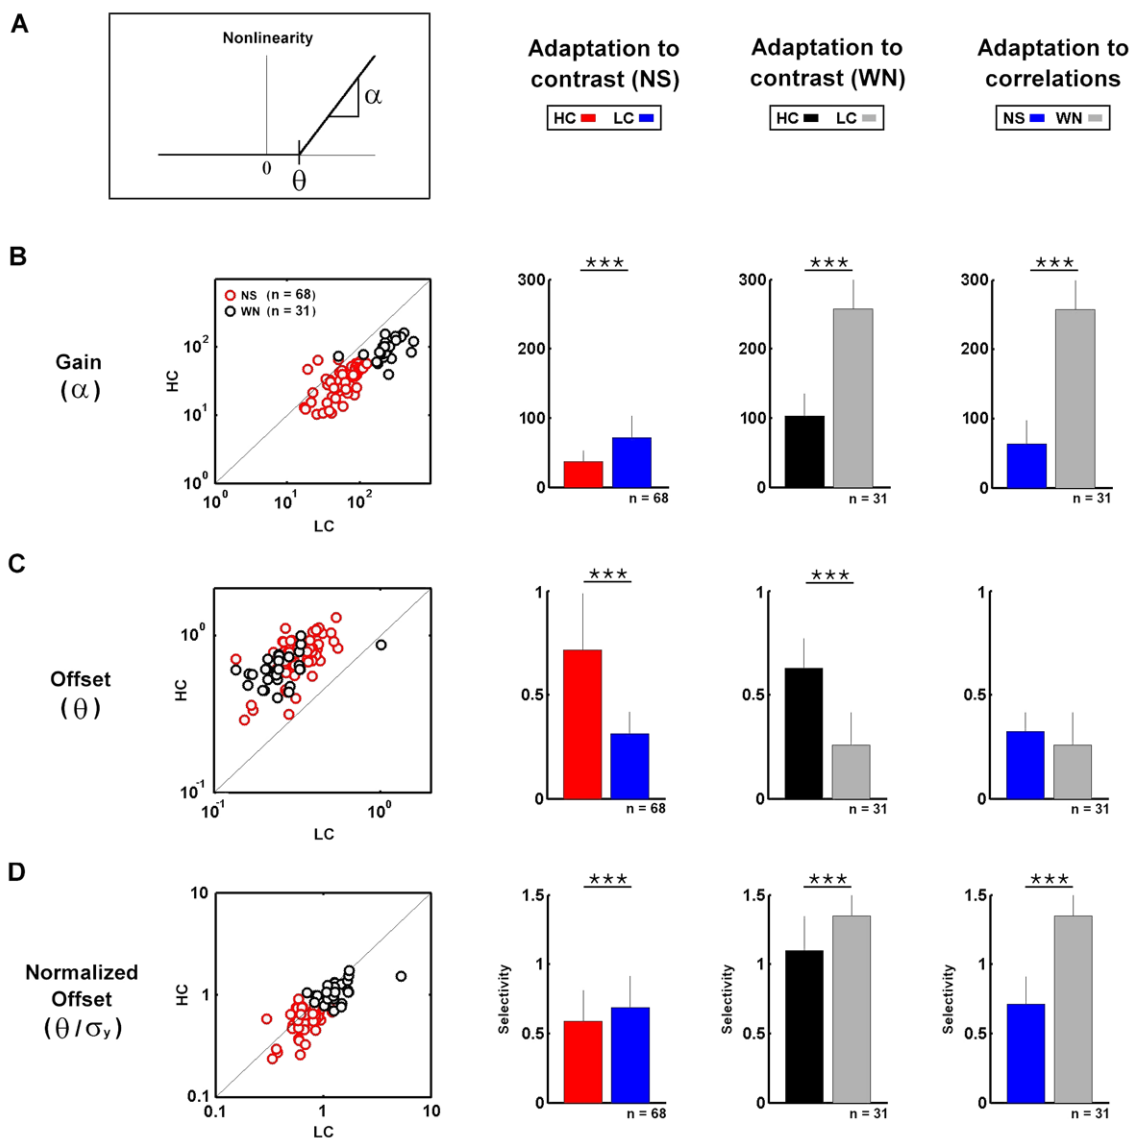 A
Nonlinearity
α
0
θ
Adaptation to
contrast (NS)
HC LC
Adaptation to
contrast (WN)
HC LC
Adaptation to
correlations
NS WN
B
Gain
(α)
NS (n = 68)
WN (n = 31)
HC
10²
10¹
10⁰
10⁰ 10¹ 10²
LC
***
300
200
100
0
n = 68
***
300
200
100
0
n = 31
***
300
200
100
0
n = 31
C
Offset
(θ)
HC
10⁰
10⁻¹
10⁻¹ 10⁰
LC
***
1
0.5
0
n = 68
***
1
0.5
0
n = 31
1
0.5
0
n = 31
D
Normalized
Offset
(θ/σy)
HC
10
1
0.1
0.1 1 10
LC
***
Selectivity
1.5
1
0.5
0
n = 68
***
Selectivity
1.5
1
0.5
0
n = 31
***
Selectivity
1.5
1
0.5
0
n = 31